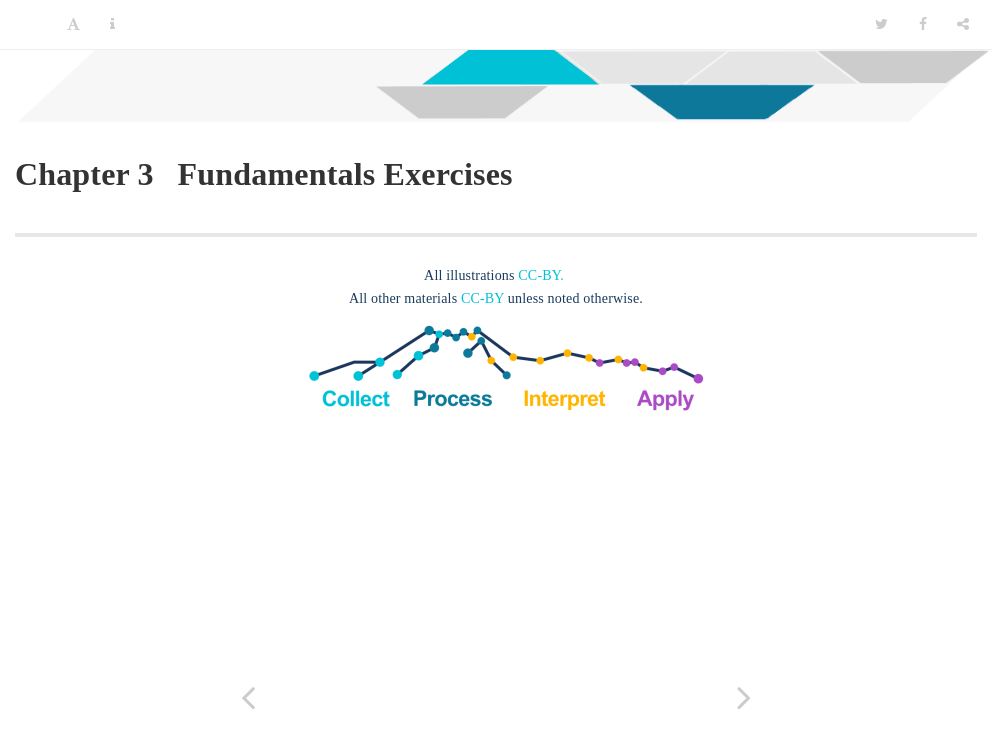 Chapter 3 Fundamentals Exercises
All illustrations CC-BY.
All other materials CC-BY unless noted otherwise.
Collect Process Interpret Apply